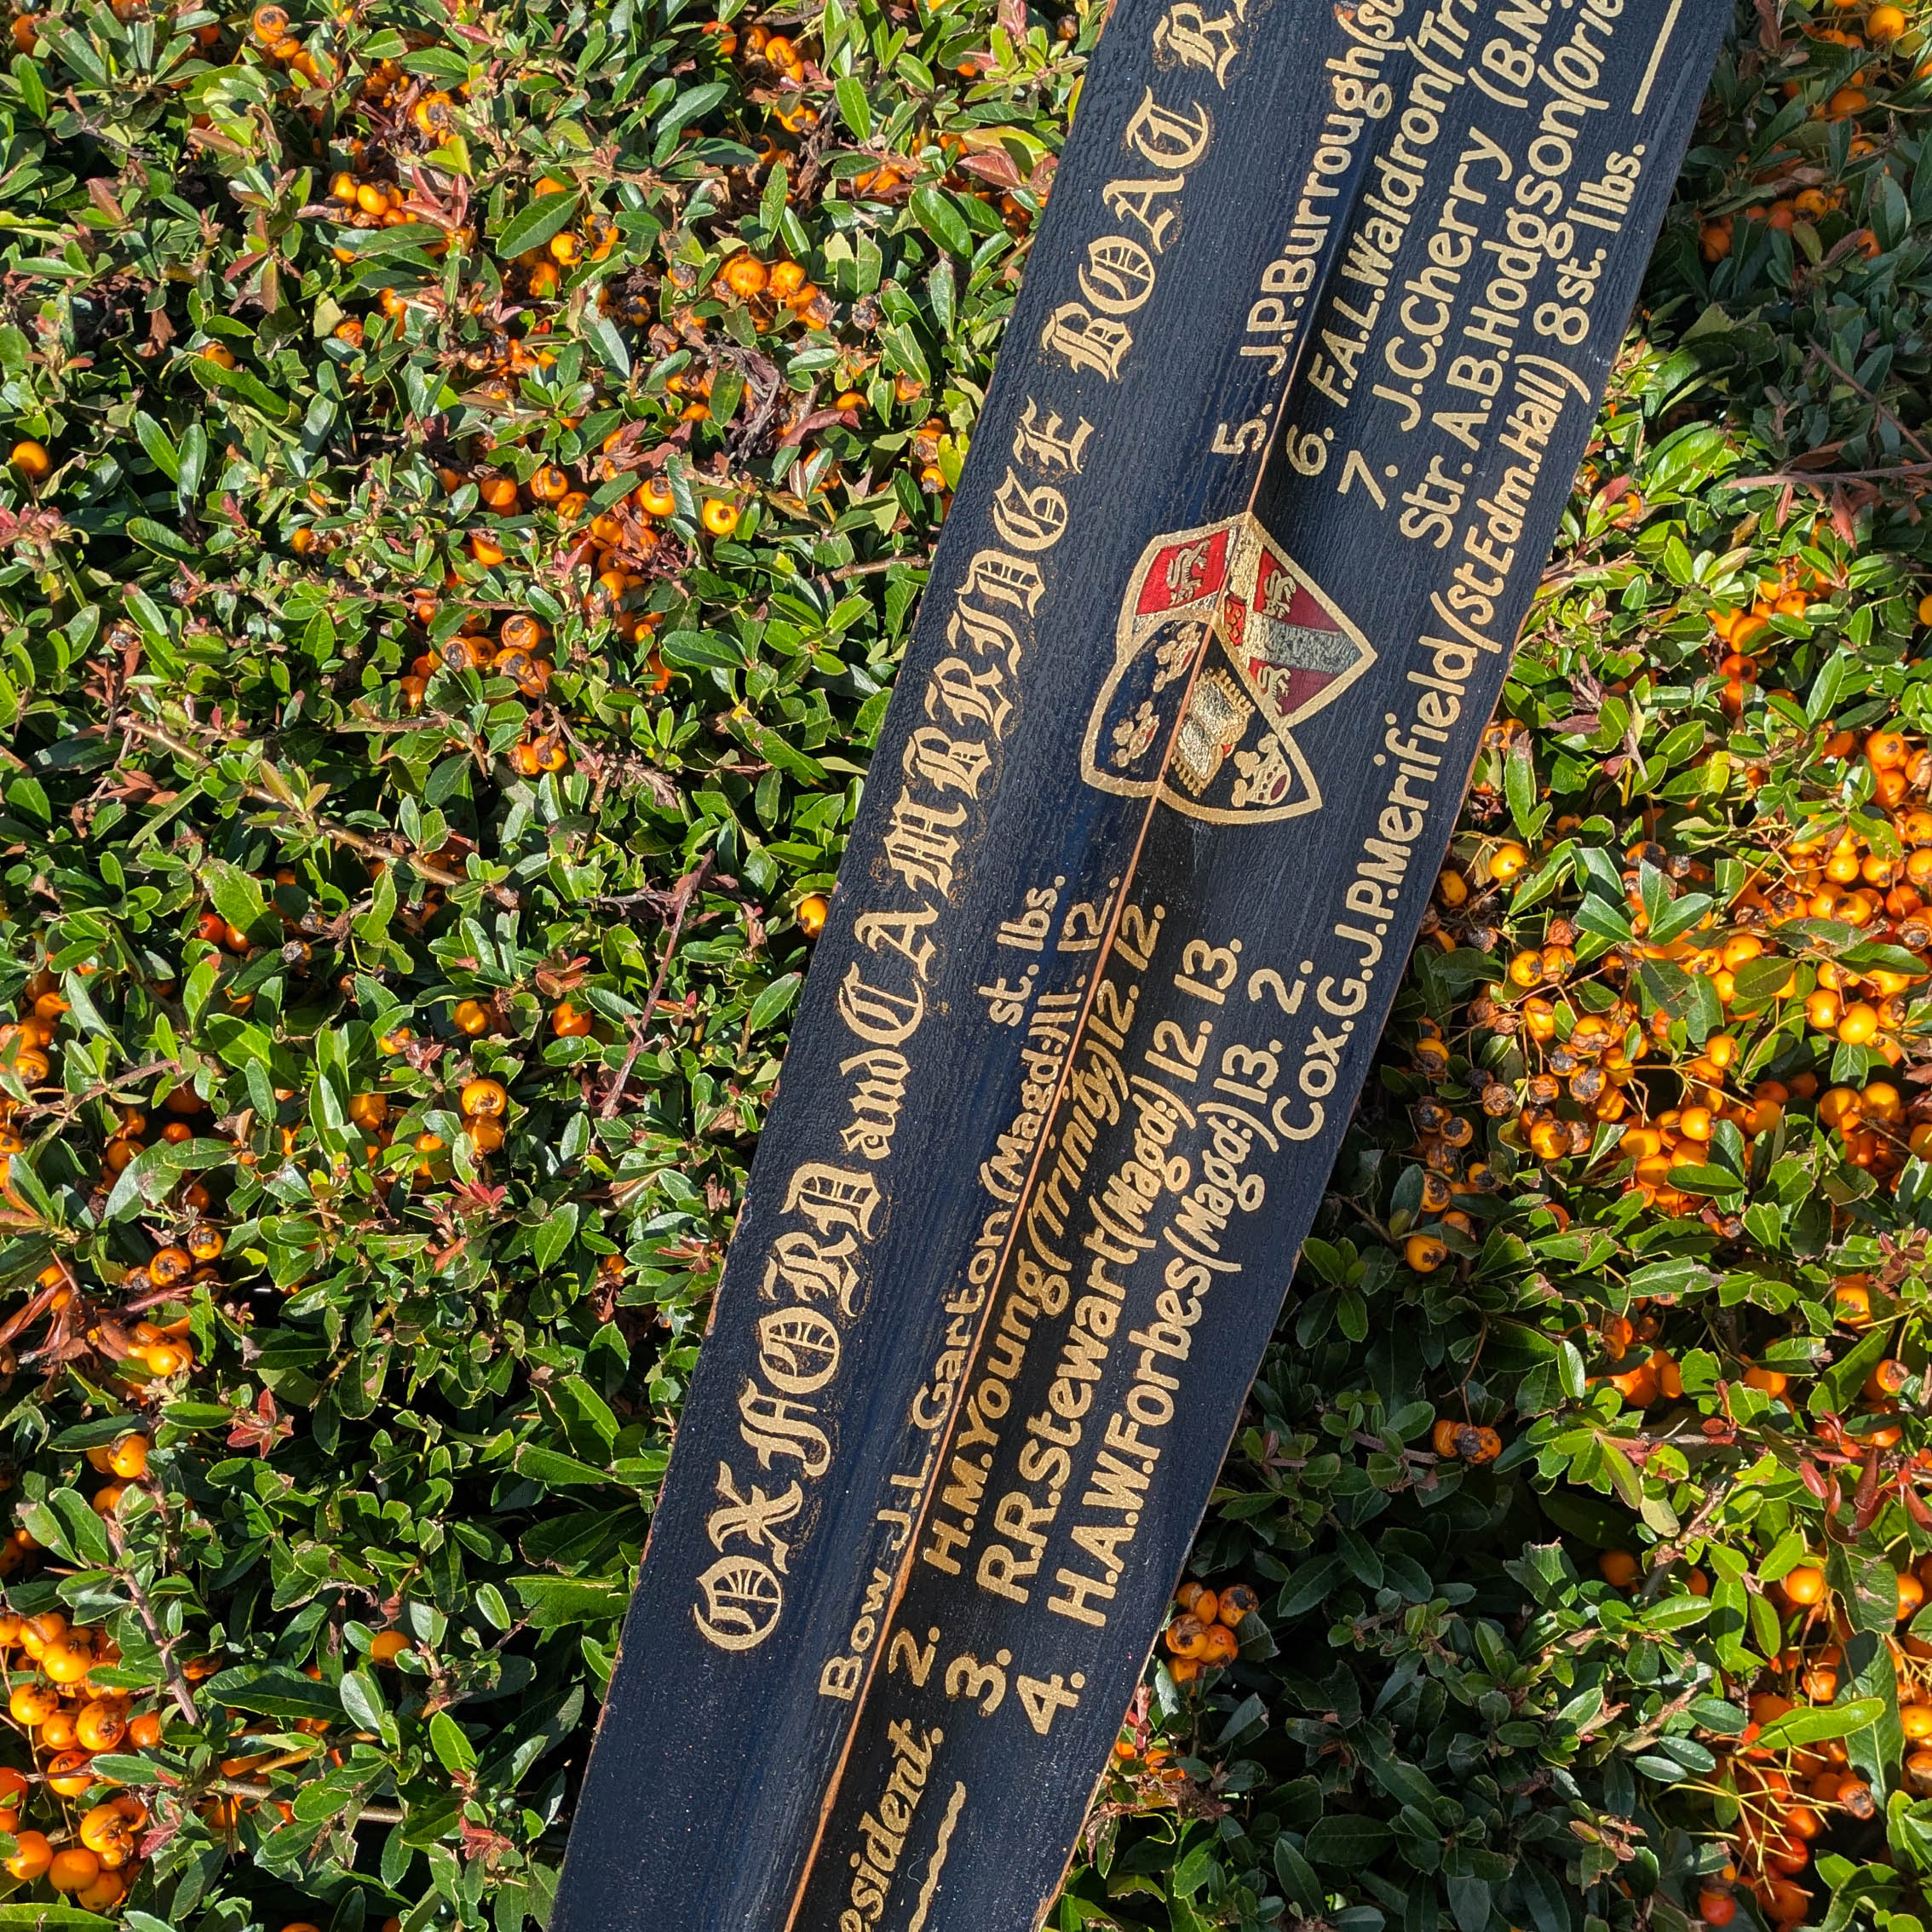 OXFORD and CAMBRIDGE BOAT
st. lbs.
Bow J.L.Garton(Magd:)11. 12.
2. H.M.Young(Trinity)12. 12.
3. R.R.Stewart(Magd:)12. 13.
4. H.A.W.Forbes(Magd:)13. 2.
5. J.P.Burrough
6. F.A.L.Waldron
7. J.C.Cherry (B.N.
Str. A.B.Hodgson
Cox.G.J.P.Merifield(St Edm.Hall) 8st. 1lbs.